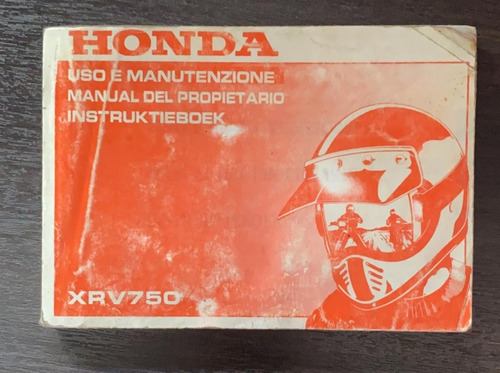 HONDA
USO E MANUTENZIONE
MANUAL DEL PROPIETARIO
INSTRUKTIEBOEK
XRV750